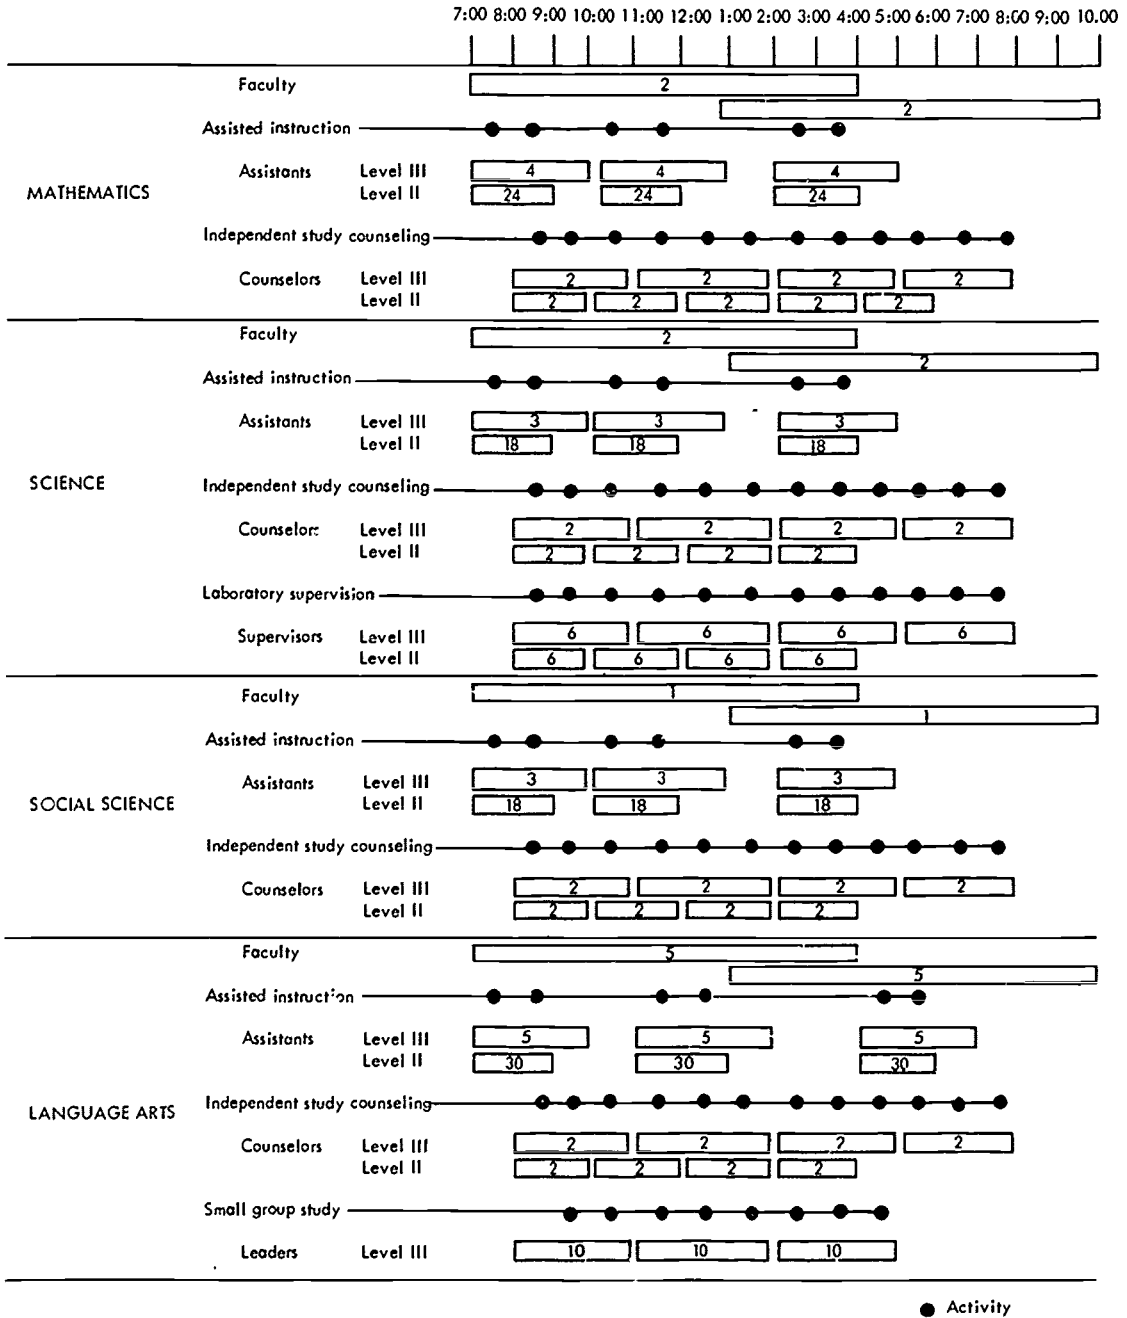 7:00 8:00 9:00 10:00 11:00 12:00 1:00 2:00 3:00 4:00 5:00 6:00 7:00 8:00 9:00 10.00
Faculty 2
2
Assisted instruction
Assistants Level III 4 4 4
MATHEMATICS Level II 24 24 24
Independent study counseling
Counselors Level III 2 2 2 2
Level II 2 2 2 2 2
Faculty 2
2
Assisted instruction
Assistants Level III 3 3 3
Level II 18 18 18
SCIENCE Independent study counseling
Counselors Level III 2 2 2 2
Level II 2 2 2 2
Laboratory supervision
Supervisors Level III 6 6 6 6
Level II 6 6 6 6
Faculty 1
1
Assisted instruction
Assistants Level III 3 3 3
SOCIAL SCIENCE Level II 18 18 18
Independent study counseling
Counselors Level III 2 2 2 2
Level II 2 2 2 2
Faculty 5
5
Assisted instruction
Assistants Level III 5 5 5
Level II 30 30 30
LANGUAGE ARTS Independent study counseling
Counselors Level III 2 2 2 2
Level II 2 2 2 2
Small group study
Leaders Level III 10 10 10
Activity